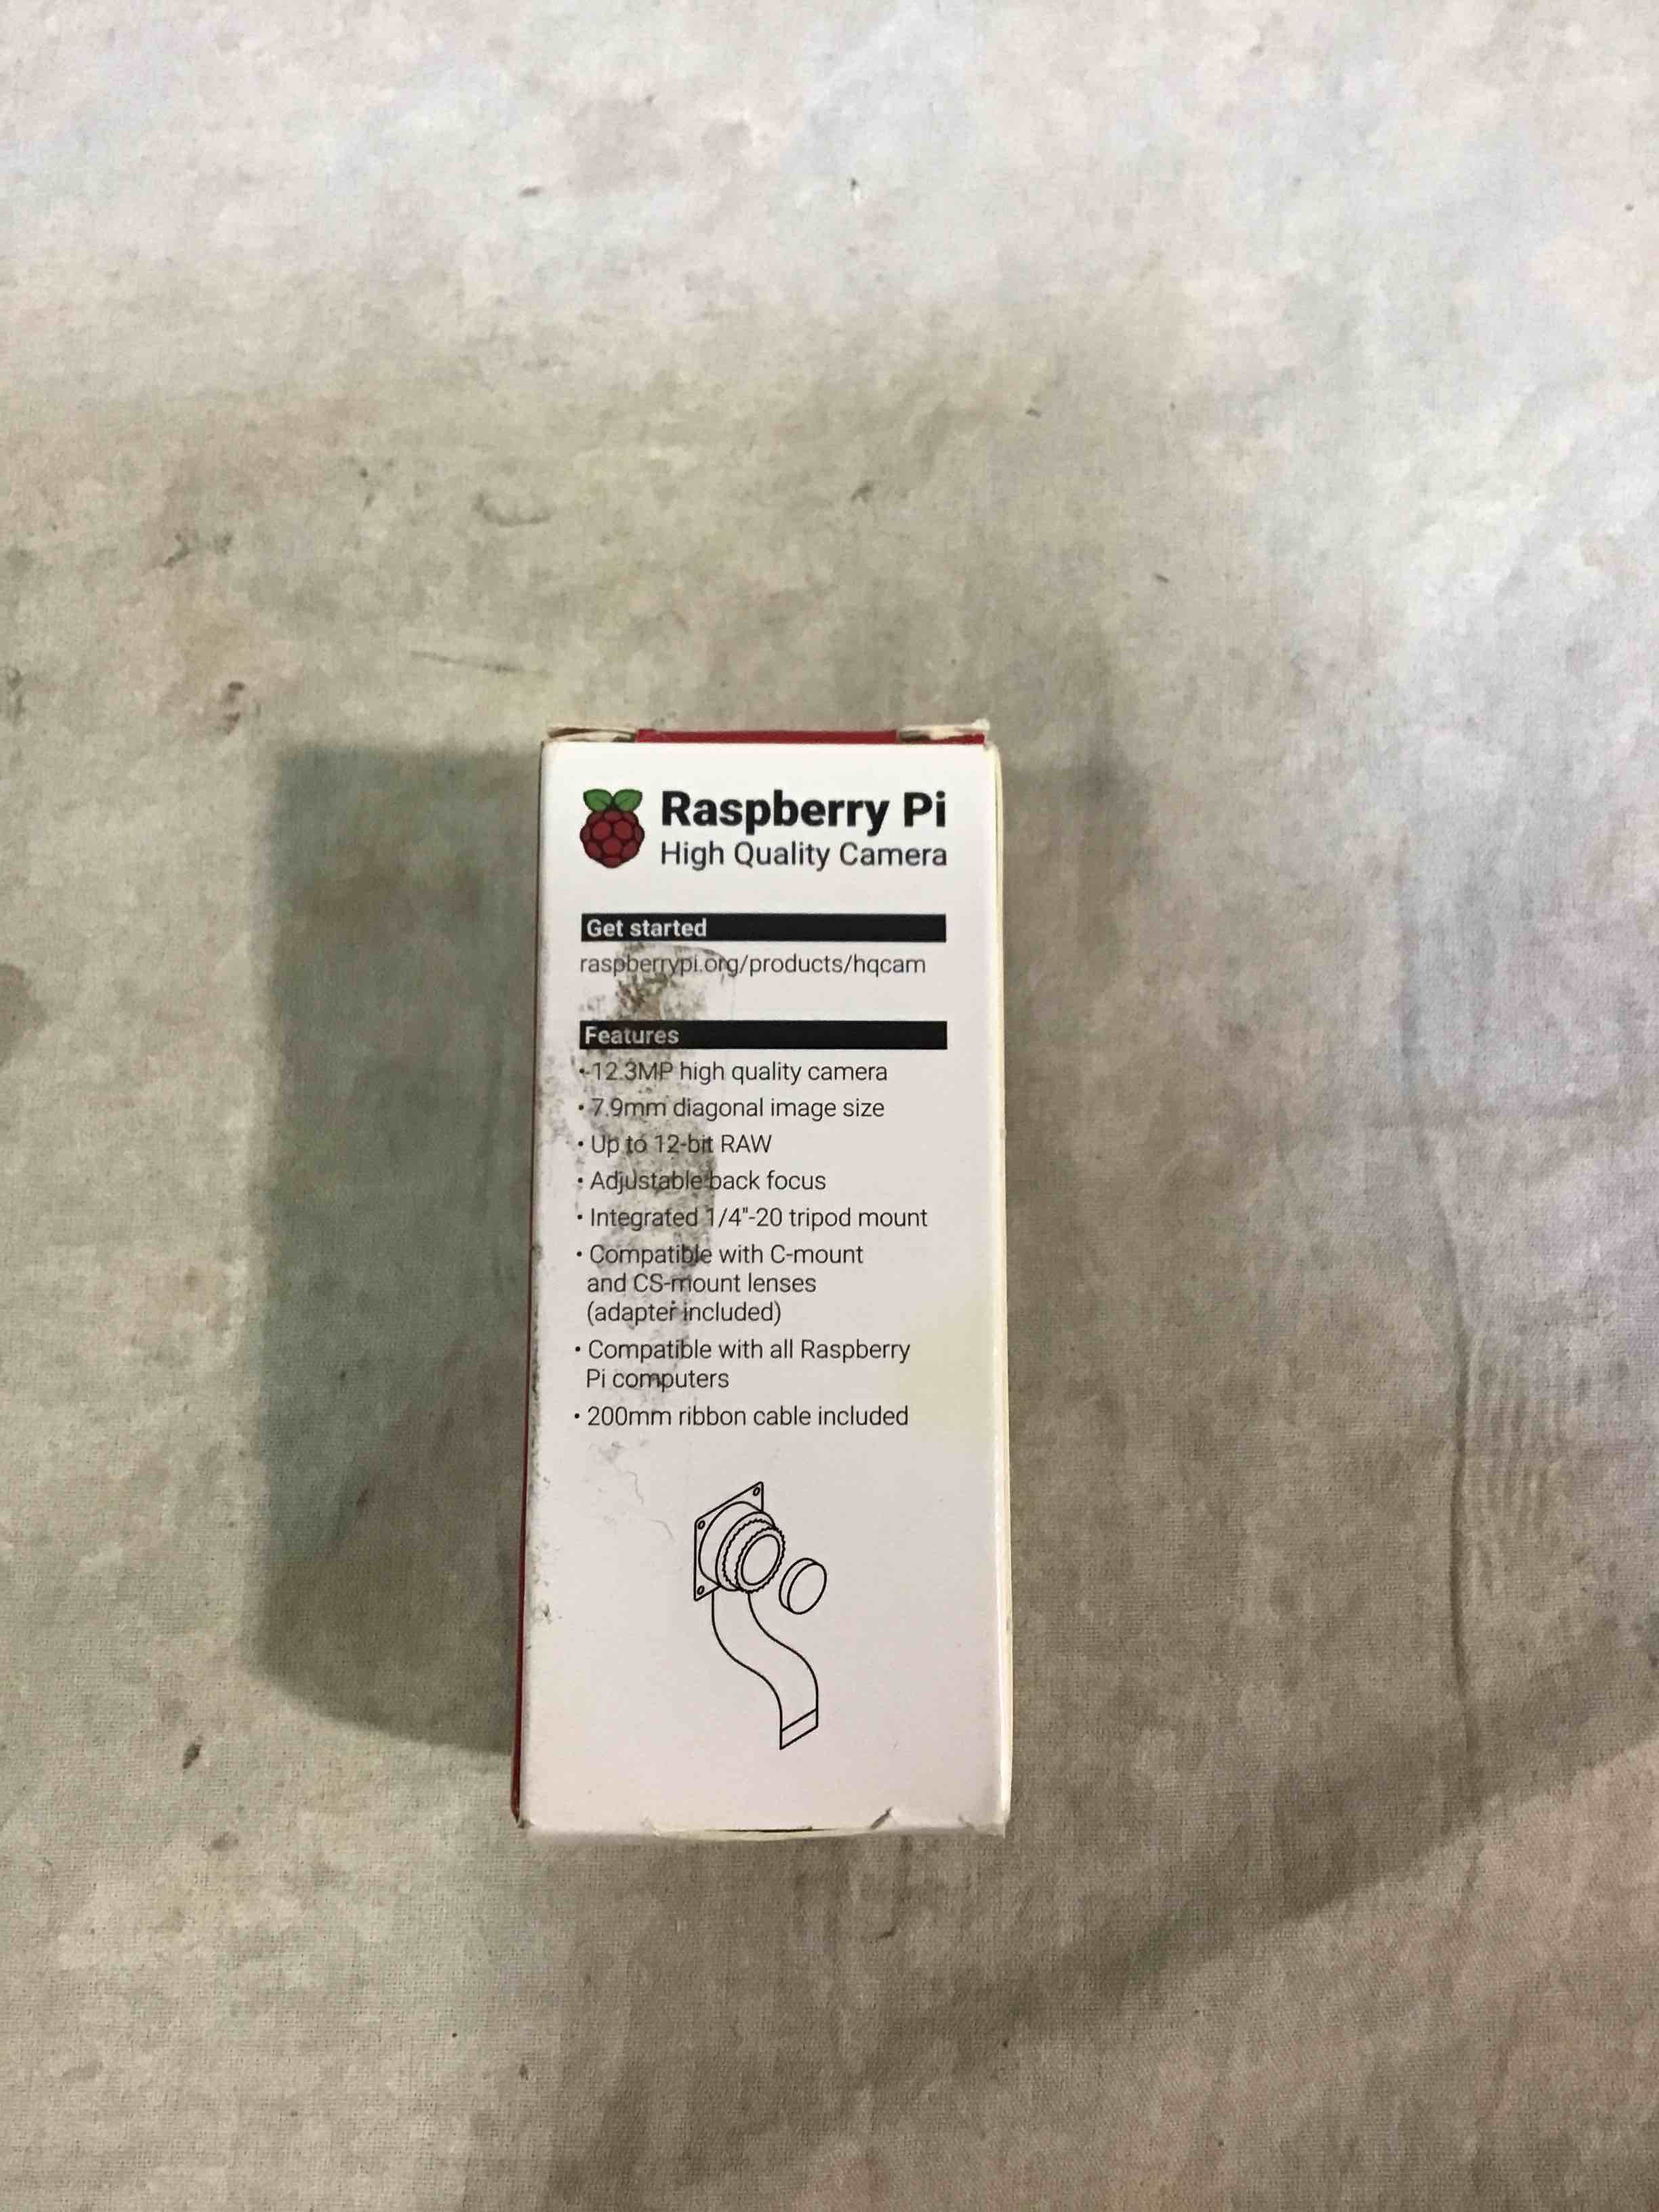 Raspberry Pi
High Quality Camera
Get started
raspberrypi.org/products/hqcam
Features
• 12.3MP high quality camera
• 7.9mm diagonal image size
• Up to 12-bit RAW
• Adjustable back focus
• Integrated 1/4"-20 tripod mount
• Compatible with C-mount
and CS-mount lenses
(adapter included)
• Compatible with all Raspberry
Pi computers
• 200mm ribbon cable included